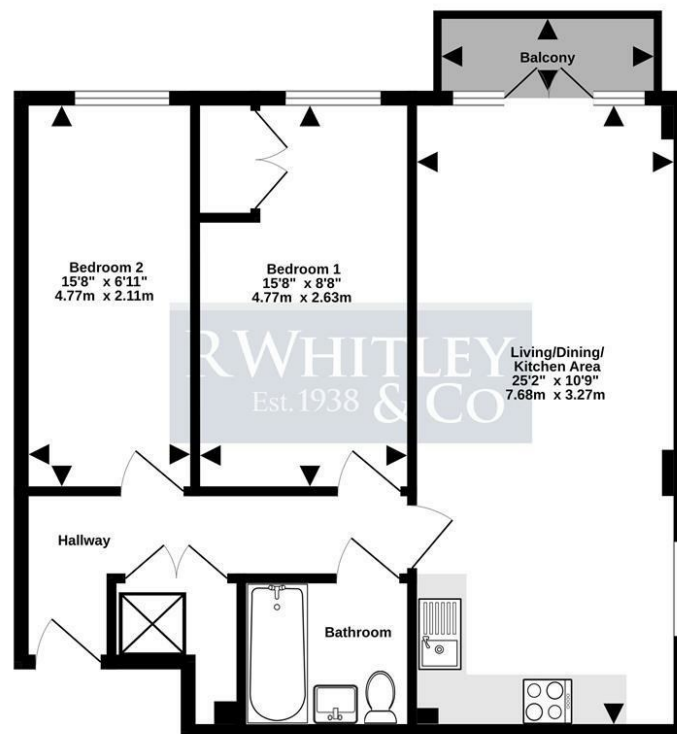 Balcony
Bedroom 2
15'8" x 6'11"
4.77m x 2.11m
Bedroom 1
15'8" x 8'8"
4.77m x 2.63m
Living/Dining/
Kitchen Area
25'2" x 10'9"
7.68m x 3.27m
RWHITLEY
Est. 1938 & CO
Hallway
Bathroom